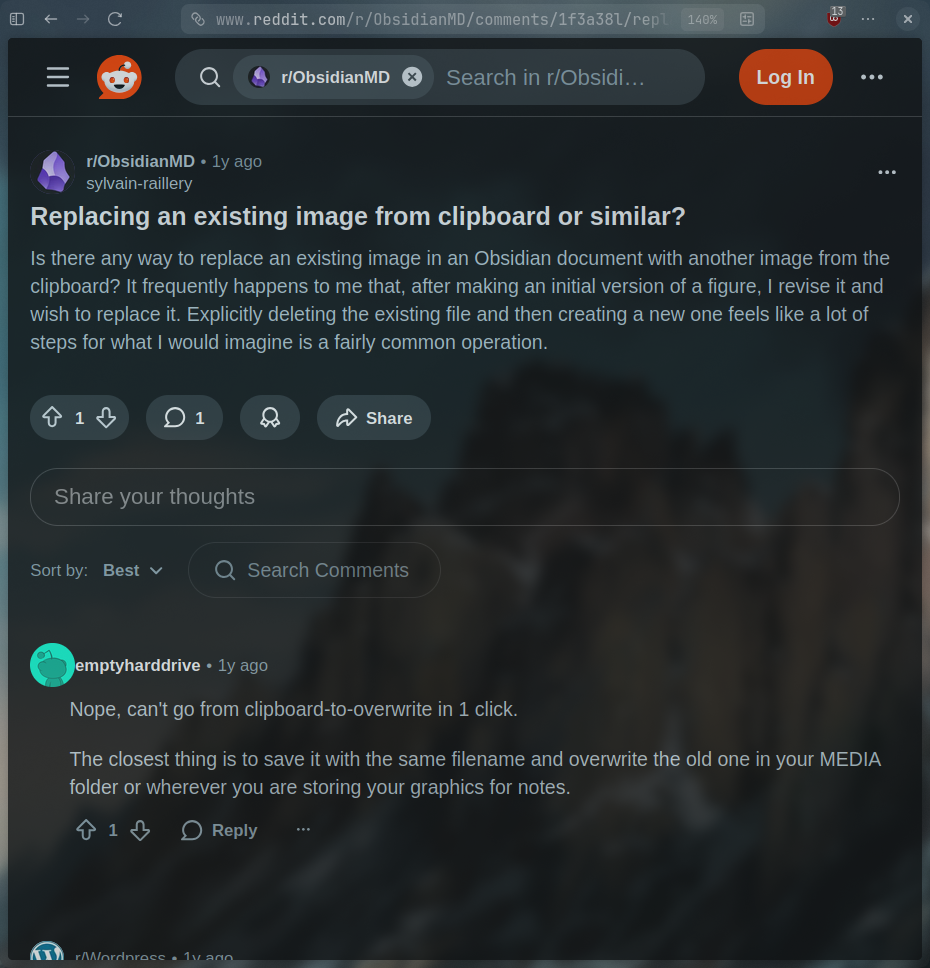 www.reddit.com/r/ObsidianMD/comments/1f3a38l/repl
140%
13
r/ObsidianMD
Search in r/Obsidi…
Log In
r/ObsidianMD • 1y ago
sylvain-raillery
Replacing an existing image from clipboard or similar?
Is there any way to replace an existing image in an Obsidian document with another image from the
clipboard? It frequently happens to me that, after making an initial version of a figure, I revise it and
wish to replace it. Explicitly deleting the existing file and then creating a new one feels like a lot of
steps for what I would imagine is a fairly common operation.
1
1
Share
Share your thoughts
Sort by: Best
Search Comments
emptyharddrive • 1y ago
Nope, can't go from clipboard-to-overwrite in 1 click.
The closest thing is to save it with the same filename and overwrite the old one in your MEDIA
folder or wherever you are storing your graphics for notes.
1
Reply
r/Wordpress • 1y ago